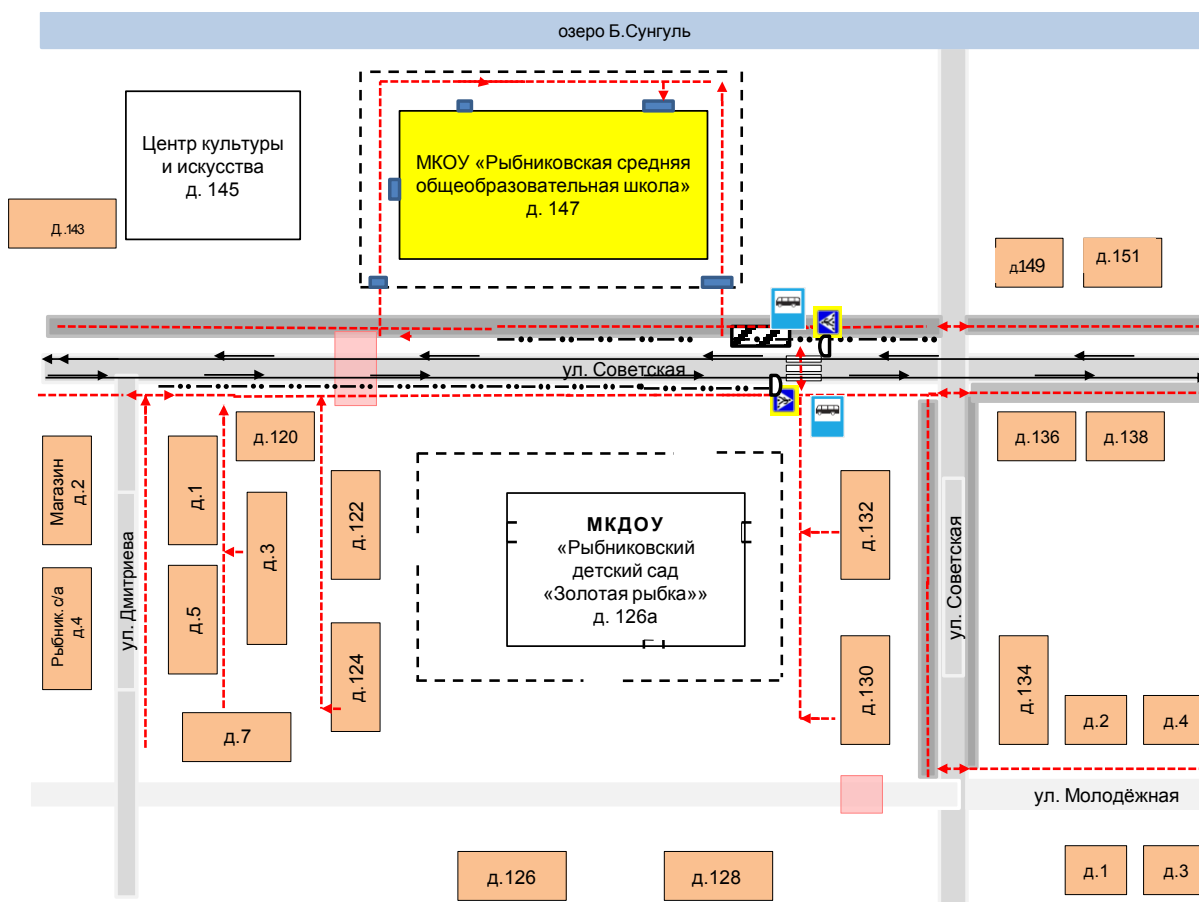 озеро Б.Сунгуль
Центр культуры
и искусства
д. 145
МКОУ «Рыбниковская средняя
общеобразовательная школа»
д. 147
д.143
д.149
д.151
ул. Советская
д.120
д.136
д.138
Магазин
д.2
д.1
д.3
д.122
МКДОУ
«Рыбниковский
детский сад
«Золотая рыбка»»
д. 126а
д.132
ул. Дмитриева
ул. Советская
Рыбник.с/а
д.4
д.5
д.124
д.130
д.134
д.7
д.2
д.4
ул. Молодёжная
д.126
д.128
д.1
д.3